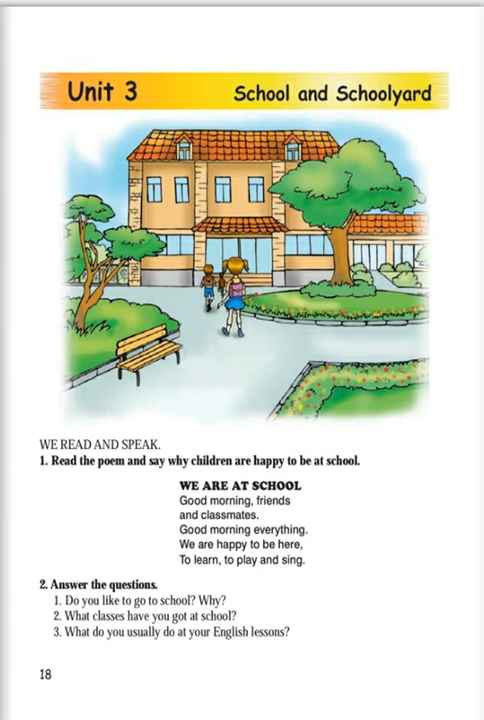 Unit 3
School and Schoolyard
WE READ AND SPEAK.
1. Read the poem and say why children are happy to be at school.
WE ARE AT SCHOOL
Good morning, friends
and classmates.
Good morning everything.
We are happy to be here,
To learn, to play and sing.
2. Answer the questions.
1. Do you like to go to school? Why?
2. What classes have you got at school?
3. What do you usually do at your English lessons?
18